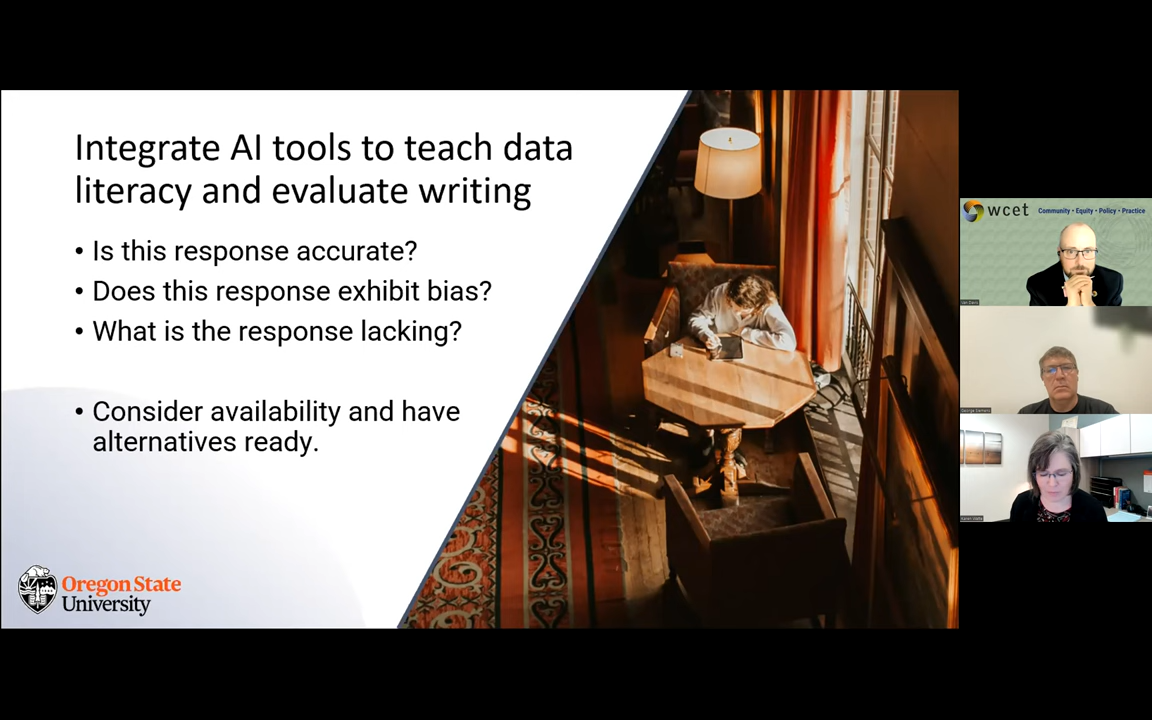 Integrate AI tools to teach data
literacy and evaluate writing
• Is this response accurate?
• Does this response exhibit bias?
• What is the response lacking?
• Consider availability and have
alternatives ready.
Oregon State
University
wcet Community • Equity • Policy • Practice